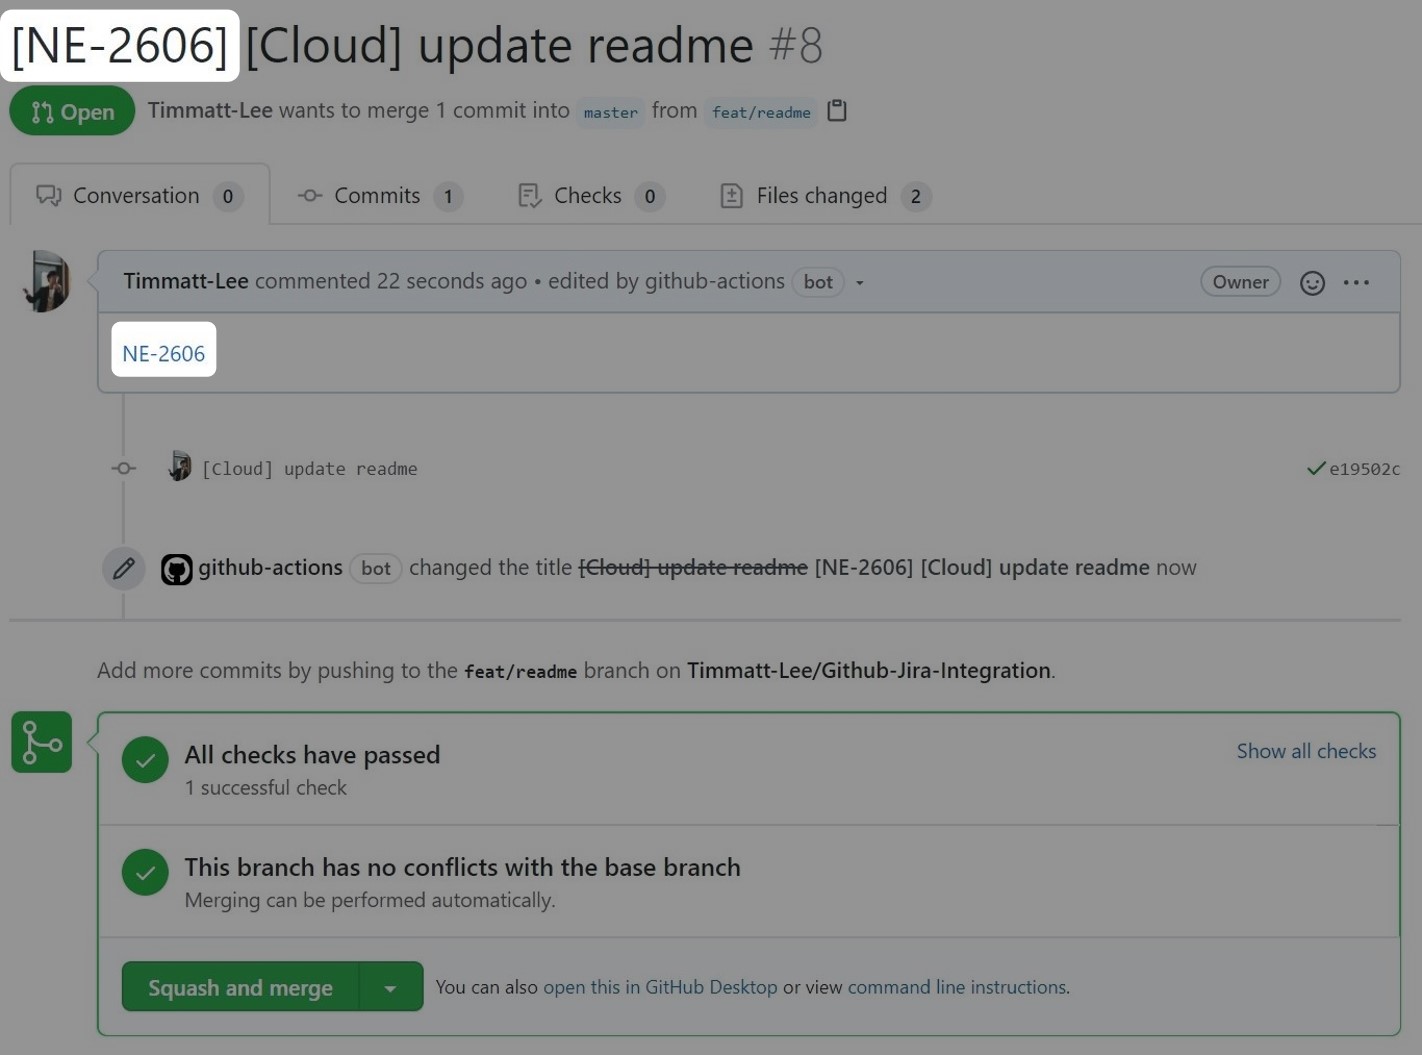 [NE-2606] [Cloud] update readme #8
Open Timmatt-Lee wants to merge 1 commit into master from feat/readme
Conversation 0 Commits 1 Checks 0 Files changed 2
Timmatt-Lee commented 22 seconds ago • edited by github-actions bot Owner
NE-2606
[Cloud] update readme e19502c
github-actions bot changed the title [Cloud] update readme [NE-2606] [Cloud] update readme now
Add more commits by pushing to the feat/readme branch on Timmatt-Lee/Github-Jira-Integration.
All checks have passed Show all checks
1 successful check
This branch has no conflicts with the base branch
Merging can be performed automatically.
Squash and merge You can also open this in GitHub Desktop or view command line instructions.